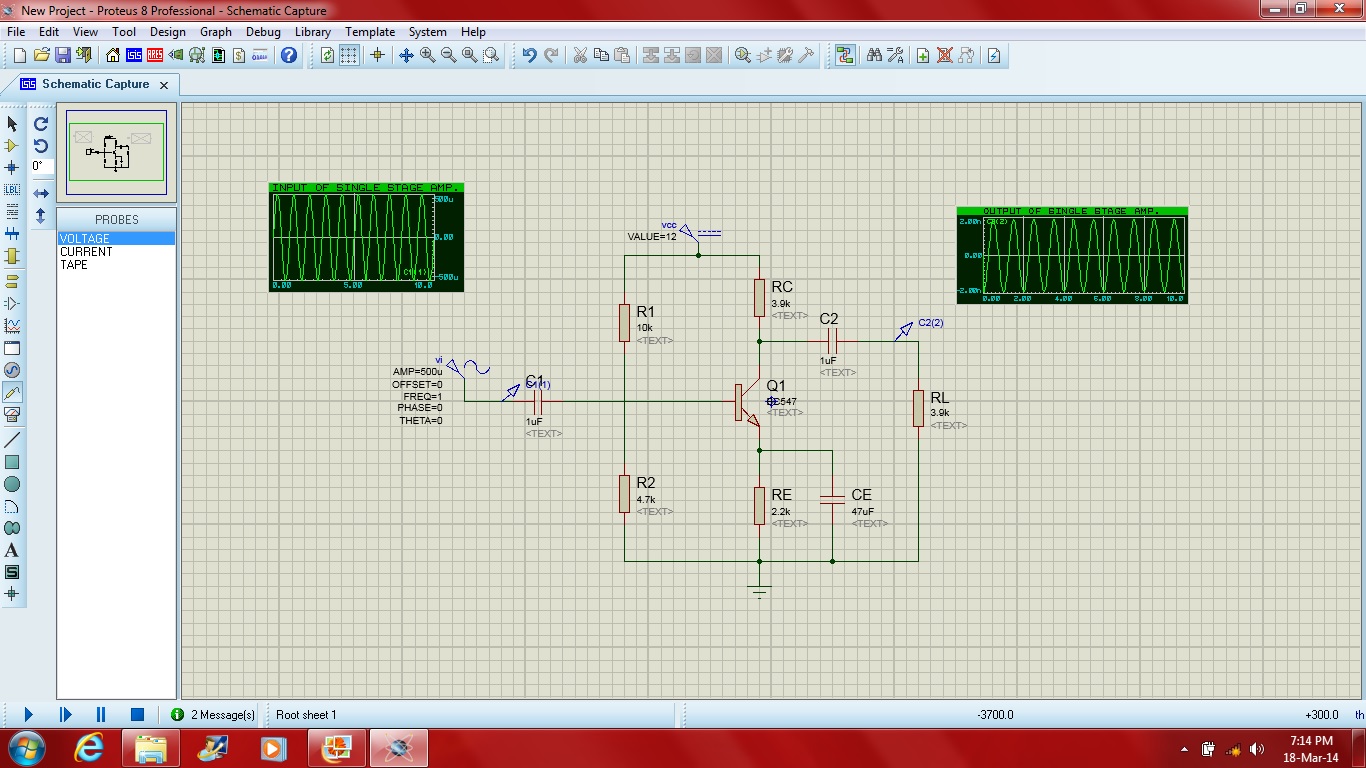 New Project - Proteus 8 Professional - Schematic Capture
File Edit View Tool Design Graph Debug Library Template System Help
ISIS ARES $ ?
ISIS Schematic Capture
0°
LBL
PROBES
VOLTAGE
CURRENT
TAPE
A
S
INPUT OF SINGLE STAGE AMP.
500u
0.00
C1(1)
-500u
0.00 5.00 10.0
OUTPUT OF SINGLE STAGE AMP.
2.00m C2(2)
0.00
-2.00m
0.00 2.00 4.00 6.00 8.00 10.0
vcc
VALUE=12
RC
3.9k
<TEXT>
R1
10k
<TEXT>
C2
1uF
<TEXT>
C2(2)
vi
AMP=500u
OFFSET=0
FREQ=1
PHASE=0
THETA=0
C1
C1(1)
1uF
<TEXT>
Q1
BC547
<TEXT>
RL
3.9k
<TEXT>
R2
4.7k
<TEXT>
RE
2.2k
<TEXT>
CE
47uF
<TEXT>
2 Message(s) Root sheet 1 -3700.0 +300.0 th
7:14 PM
18-Mar-14